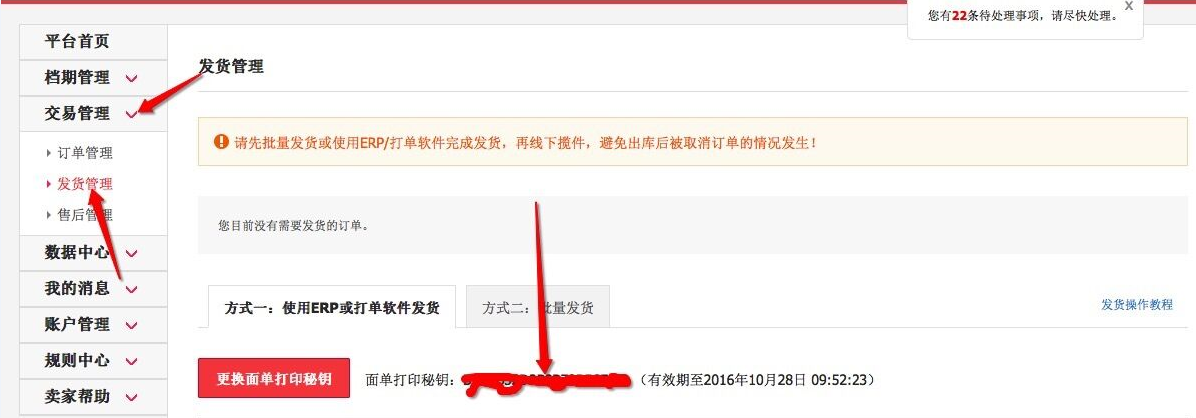 您有22条待处理事项，请尽快处理。
X
平台首页
档期管理
交易管理
订单管理
发货管理
售后管理
数据中心
我的消息
账户管理
规则中心
卖家帮助
发货管理
请先批量发货或使用ERP/打单软件完成发货，再线下揽件，避免出库后被取消订单的情况发生！
您目前没有需要发货的订单。
方式一：使用ERP或打单软件发货
方式二：批量发货
发货操作教程
更换面单打印秘钥
面单打印秘钥：（有效期至2016年10月28日 09:52:23）